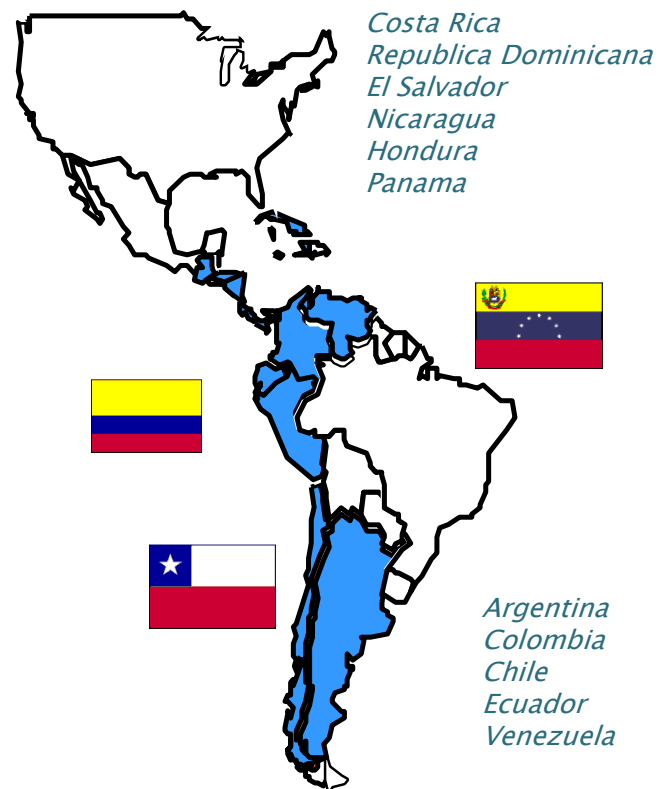 Costa Rica
Republica Dominicana
El Salvador
Nicaragua
Hondura
Panama
Argentina
Colombia
Chile
Ecuador
Venezuela